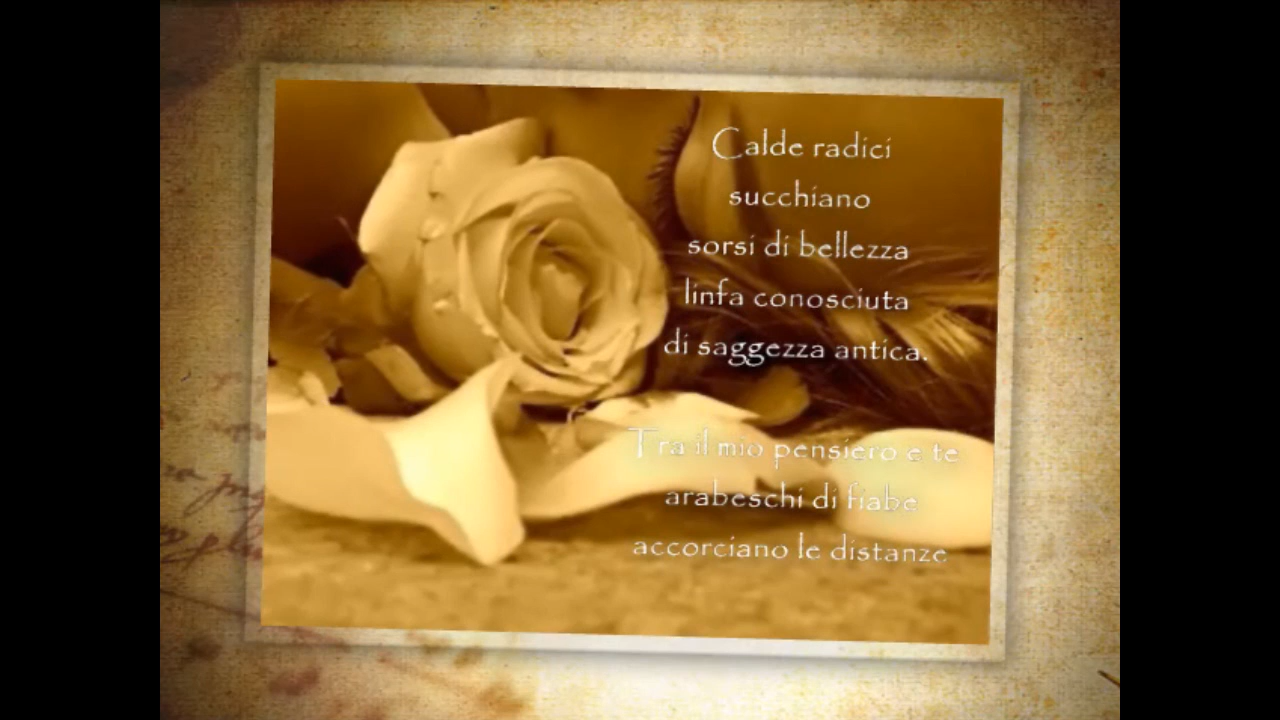 Calde radici
succhiano
sorsi di bellezza
linfa conosciuta
di saggezza antica.
Tra il mio pensiero e te
arabeschi di fiabe
accorciano le distanze